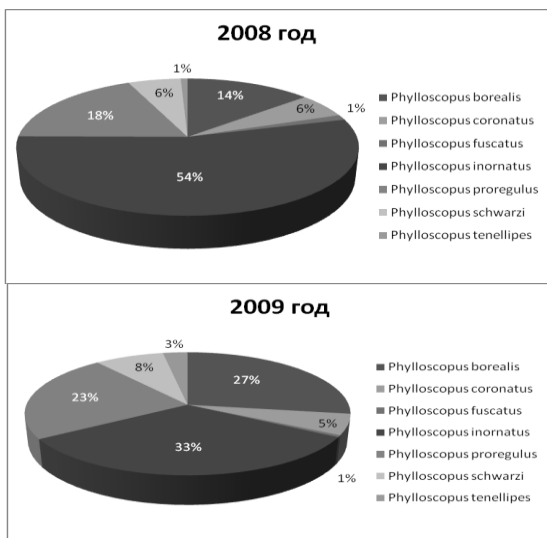 2008 год
1%
6%
14%
6%
1%
18%
54%
Phylloscopus borealis
Phylloscopus coronatus
Phylloscopus fuscatus
Phylloscopus inornatus
Phylloscopus proregulus
Phylloscopus schwarzi
Phylloscopus tenellipes
2009 год
3%
8%
27%
23%
5%
33%
1%
Phylloscopus borealis
Phylloscopus coronatus
Phylloscopus fuscatus
Phylloscopus inornatus
Phylloscopus proregulus
Phylloscopus schwarzi
Phylloscopus tenellipes